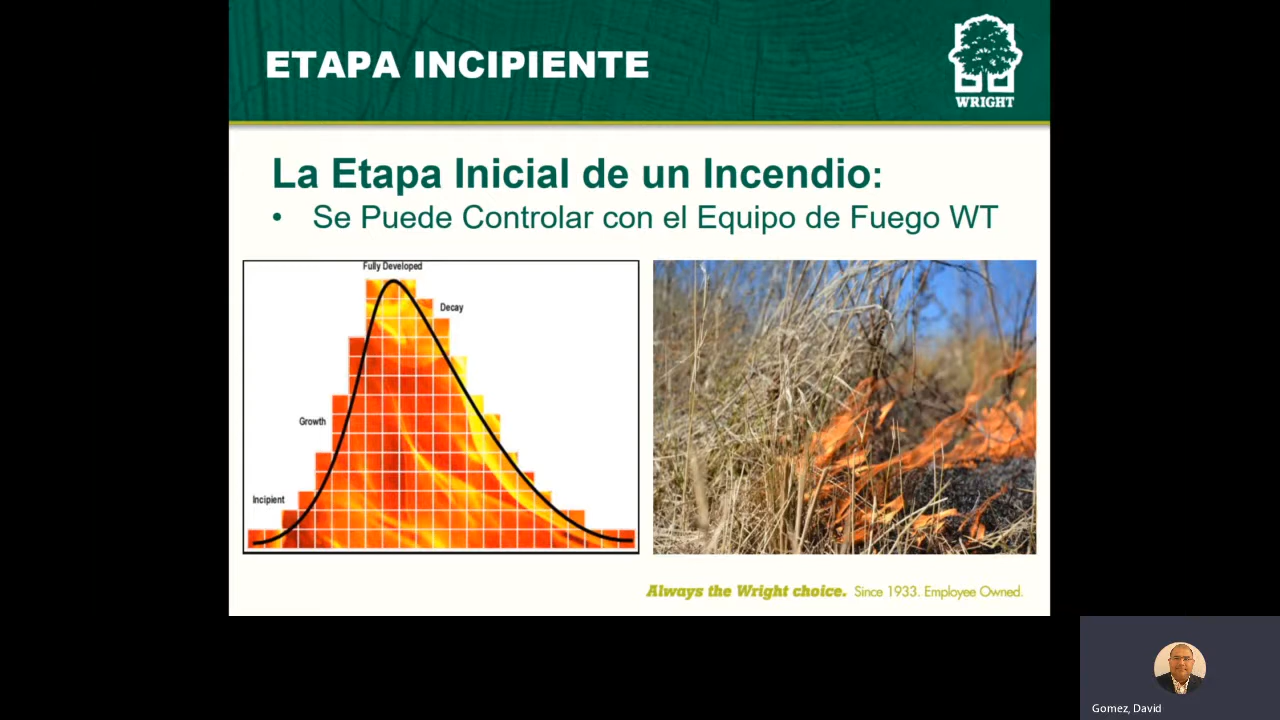 ETAPA INCIPIENTE
WRIGHT
La Etapa Inicial de un Incendio:
• Se Puede Controlar con el Equipo de Fuego WT
Fully Developed
Decay
Growth
Incipient
Always the Wright choice. Since 1933. Employee Owned.
Gomez, David